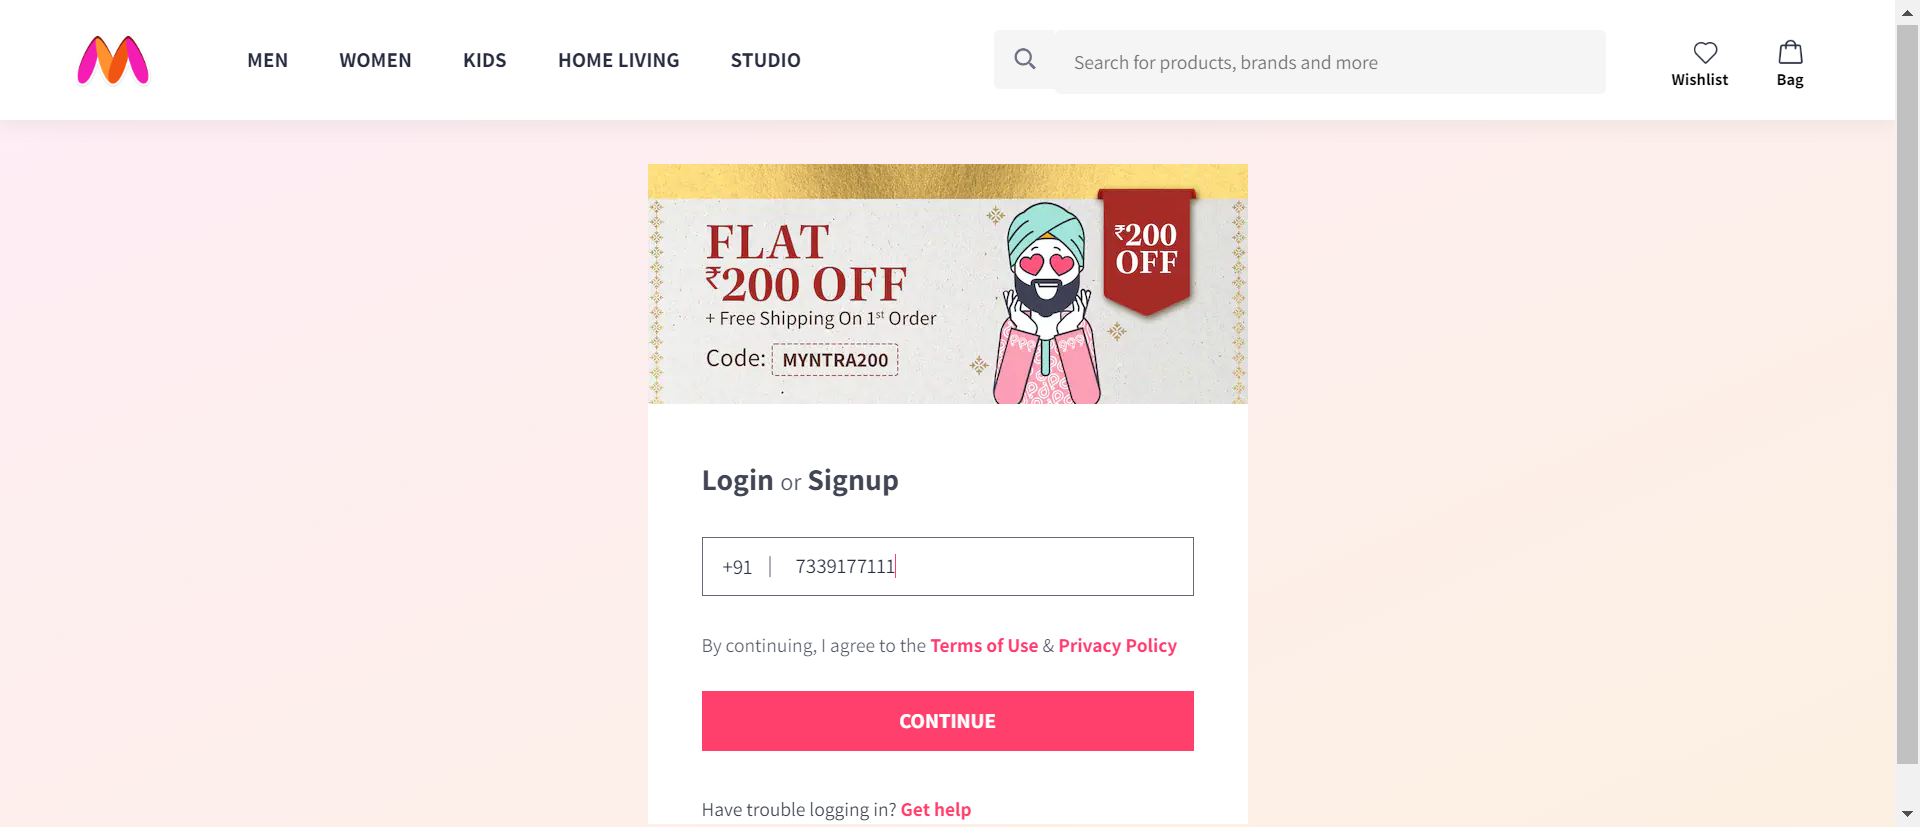 MEN WOMEN KIDS HOME LIVING STUDIO
Search for products, brands and more
Wishlist Bag
FLAT
₹200 OFF
+ Free Shipping On 1st Order
Code: MYNTRA200
₹200
OFF
Login or Signup
+91 | 7339177111
By continuing, I agree to the Terms of Use & Privacy Policy
CONTINUE
Have trouble logging in? Get help